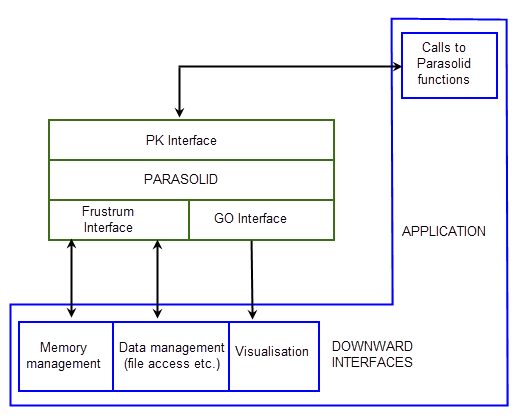 Calls to
Parasolid
functions
PK Interface
PARASOLID
Frustrum
Interface
GO Interface
APPLICATION
Memory
management
Data management
(file access etc.)
Visualisation
DOWNWARD
INTERFACES